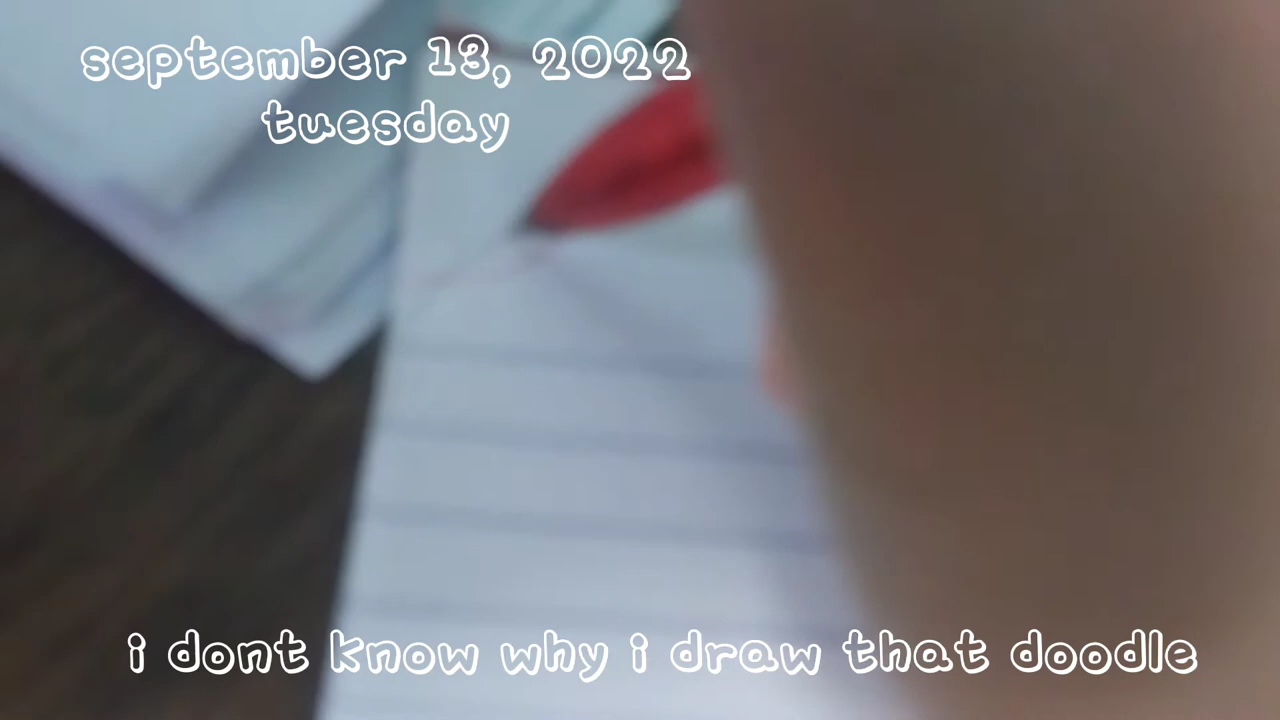 september 13, 2022
tuesday
i dont know why i draw that doodle